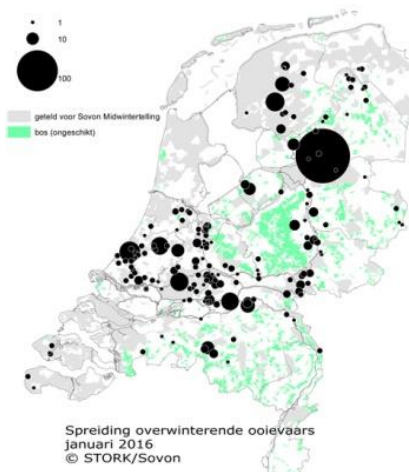 1
10
100
geteld voor Sovon Midwintertelling
bos (ongeschikt)
Spreiding overwinterende ooievaars
januari 2016
© STORK/Sovon